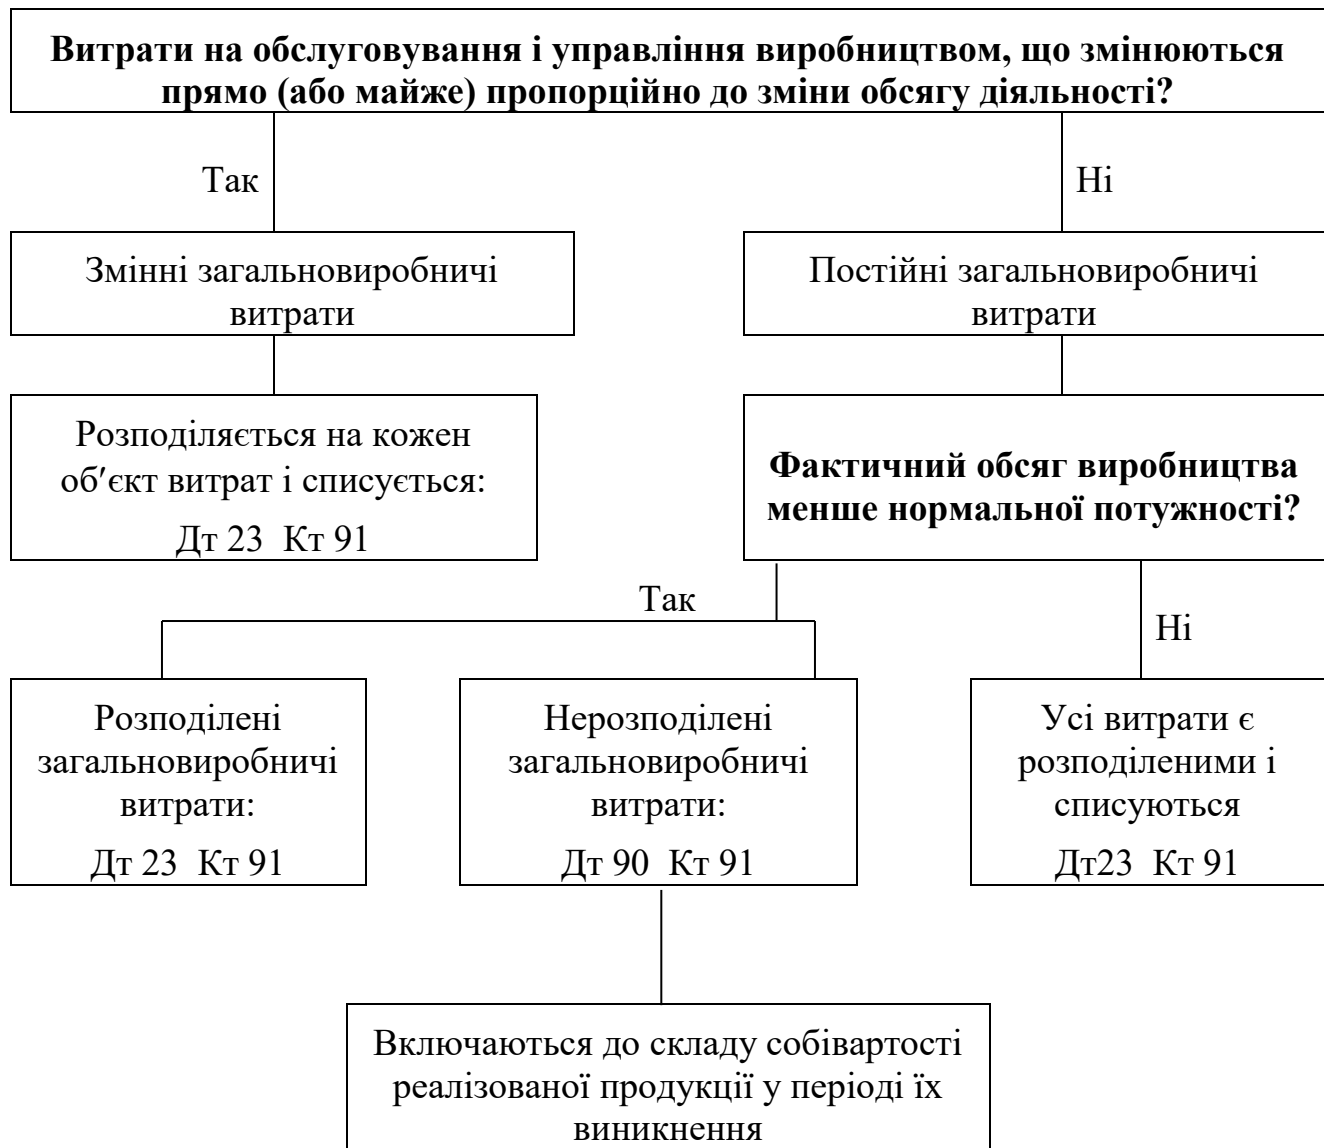 Витрати на обслуговування і управління виробництвом, що змінюються
прямо (або майже) пропорційно до зміни обсягу діяльності?
Так
Ні
Змінні загальновиробничі
витрати
Постійні загальновиробничі
витрати
Розподіляється на кожен
об′єкт витрат і списується:
Дт 23 Кт 91
Фактичний обсяг виробництва
менше нормальної потужності?
Так
Ні
Розподілені
загальновиробничі
витрати:
Дт 23 Кт 91
Нерозподілені
загальновиробничі
витрати:
Дт 90 Кт 91
Усі витрати є
розподіленими і
списуються
Дт23 Кт 91
Включаються до складу собівартості
реалізованої продукції у періоді їх
виникнення